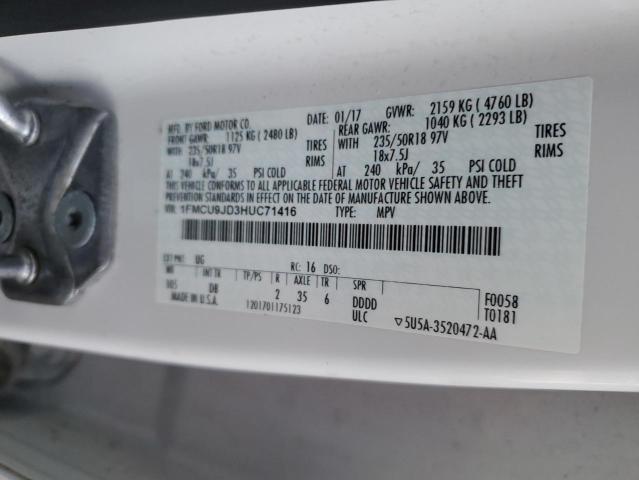 MFD. BY FORD MOTOR CO.
DATE: 01/17 GVWR: 2159 KG ( 4760 LB)
FRONT GAWR: 1125 KG ( 2480 LB) REAR GAWR: 1040 KG ( 2293 LB)
WITH 235/50R18 97V TIRES WITH 235/50R18 97V TIRES
18x7.5J RIMS 18x7.5J RIMS
AT 240 kPa/ 35 PSI COLD AT 240 kPa/ 35 PSI COLD
THIS VEHICLE CONFORMS TO ALL APPLICABLE FEDERAL MOTOR VEHICLE SAFETY AND THEFT
PREVENTION STANDARDS IN EFFECT ON THE DATE OF MANUFACTURE SHOWN ABOVE.
VIN: 1FMCU9JD3HUC71416 TYPE: MPV
EXT PNT: UG RC: 16 DSO: F0058
WB INT TR TP/PS R AXLE TR SPR T0181
105 DB 2 35 6 DDDD
MADE IN U.S.A. 1201701175123 ULC ▽5U5A-3520472-AA